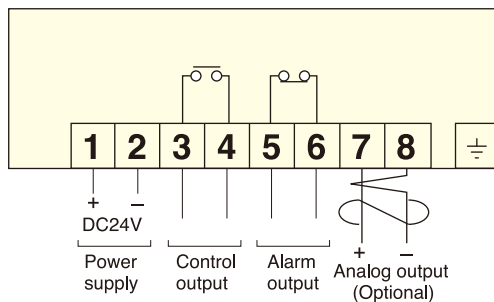 1 2 3 4 5 6 7 8
+ − + −
DC24V
Power supply
Control output
Alarm output
Analog output
(Optional)